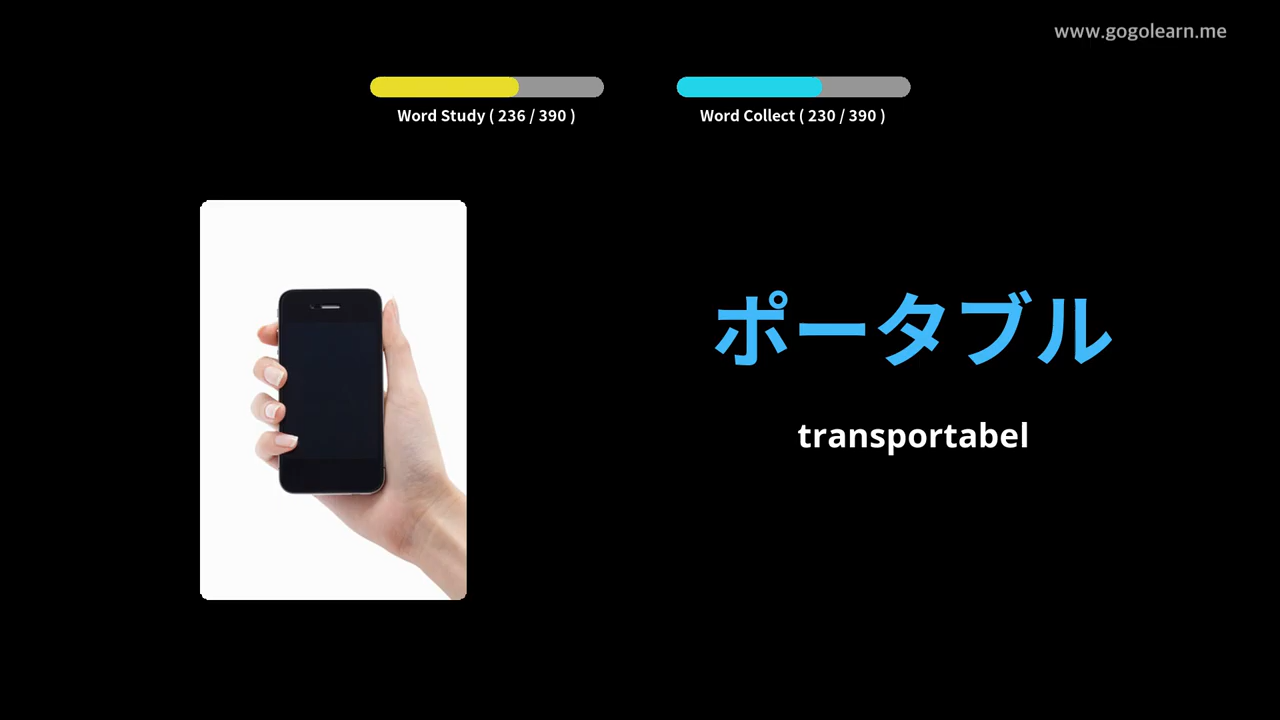 www.gogolearn.me
Word Study ( 236 / 390 )
Word Collect ( 230 / 390 )
ポータブル
transportabel